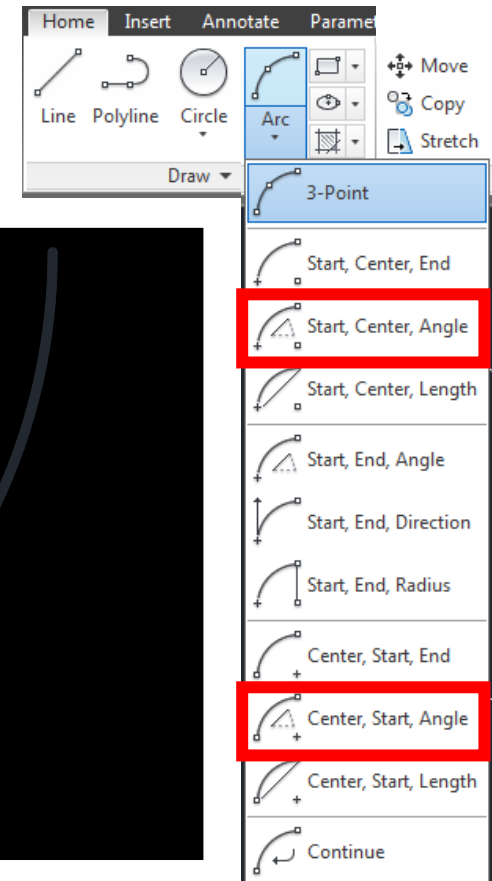 Home Insert Annotate
Line Polyline Circle Arc
Move
Copy
Stretch
Draw
3-Point
Start, Center, End
Start, Center, Angle
Start, Center, Length
Start, End, Angle
Start, End, Direction
Start, End, Radius
Center, Start, End
Center, Start, Angle
Center, Start, Length
Continue